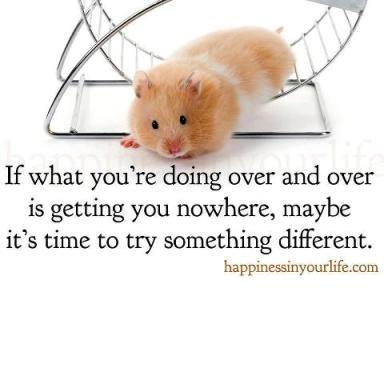 If what you're doing over and over
is getting you nowhere, maybe
it's time to try something different.
happinessinyourlife.com